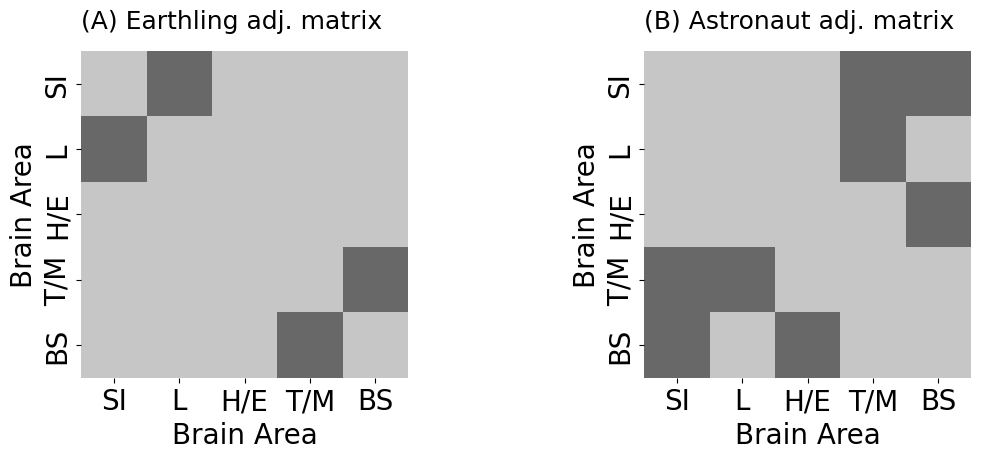 (A) Earthling adj. matrix
SI
L
H/E
T/M
BS
Brain Area
SI L H/E T/M BS
Brain Area
(B) Astronaut adj. matrix
SI
L
H/E
T/M
BS
Brain Area
SI L H/E T/M BS
Brain Area